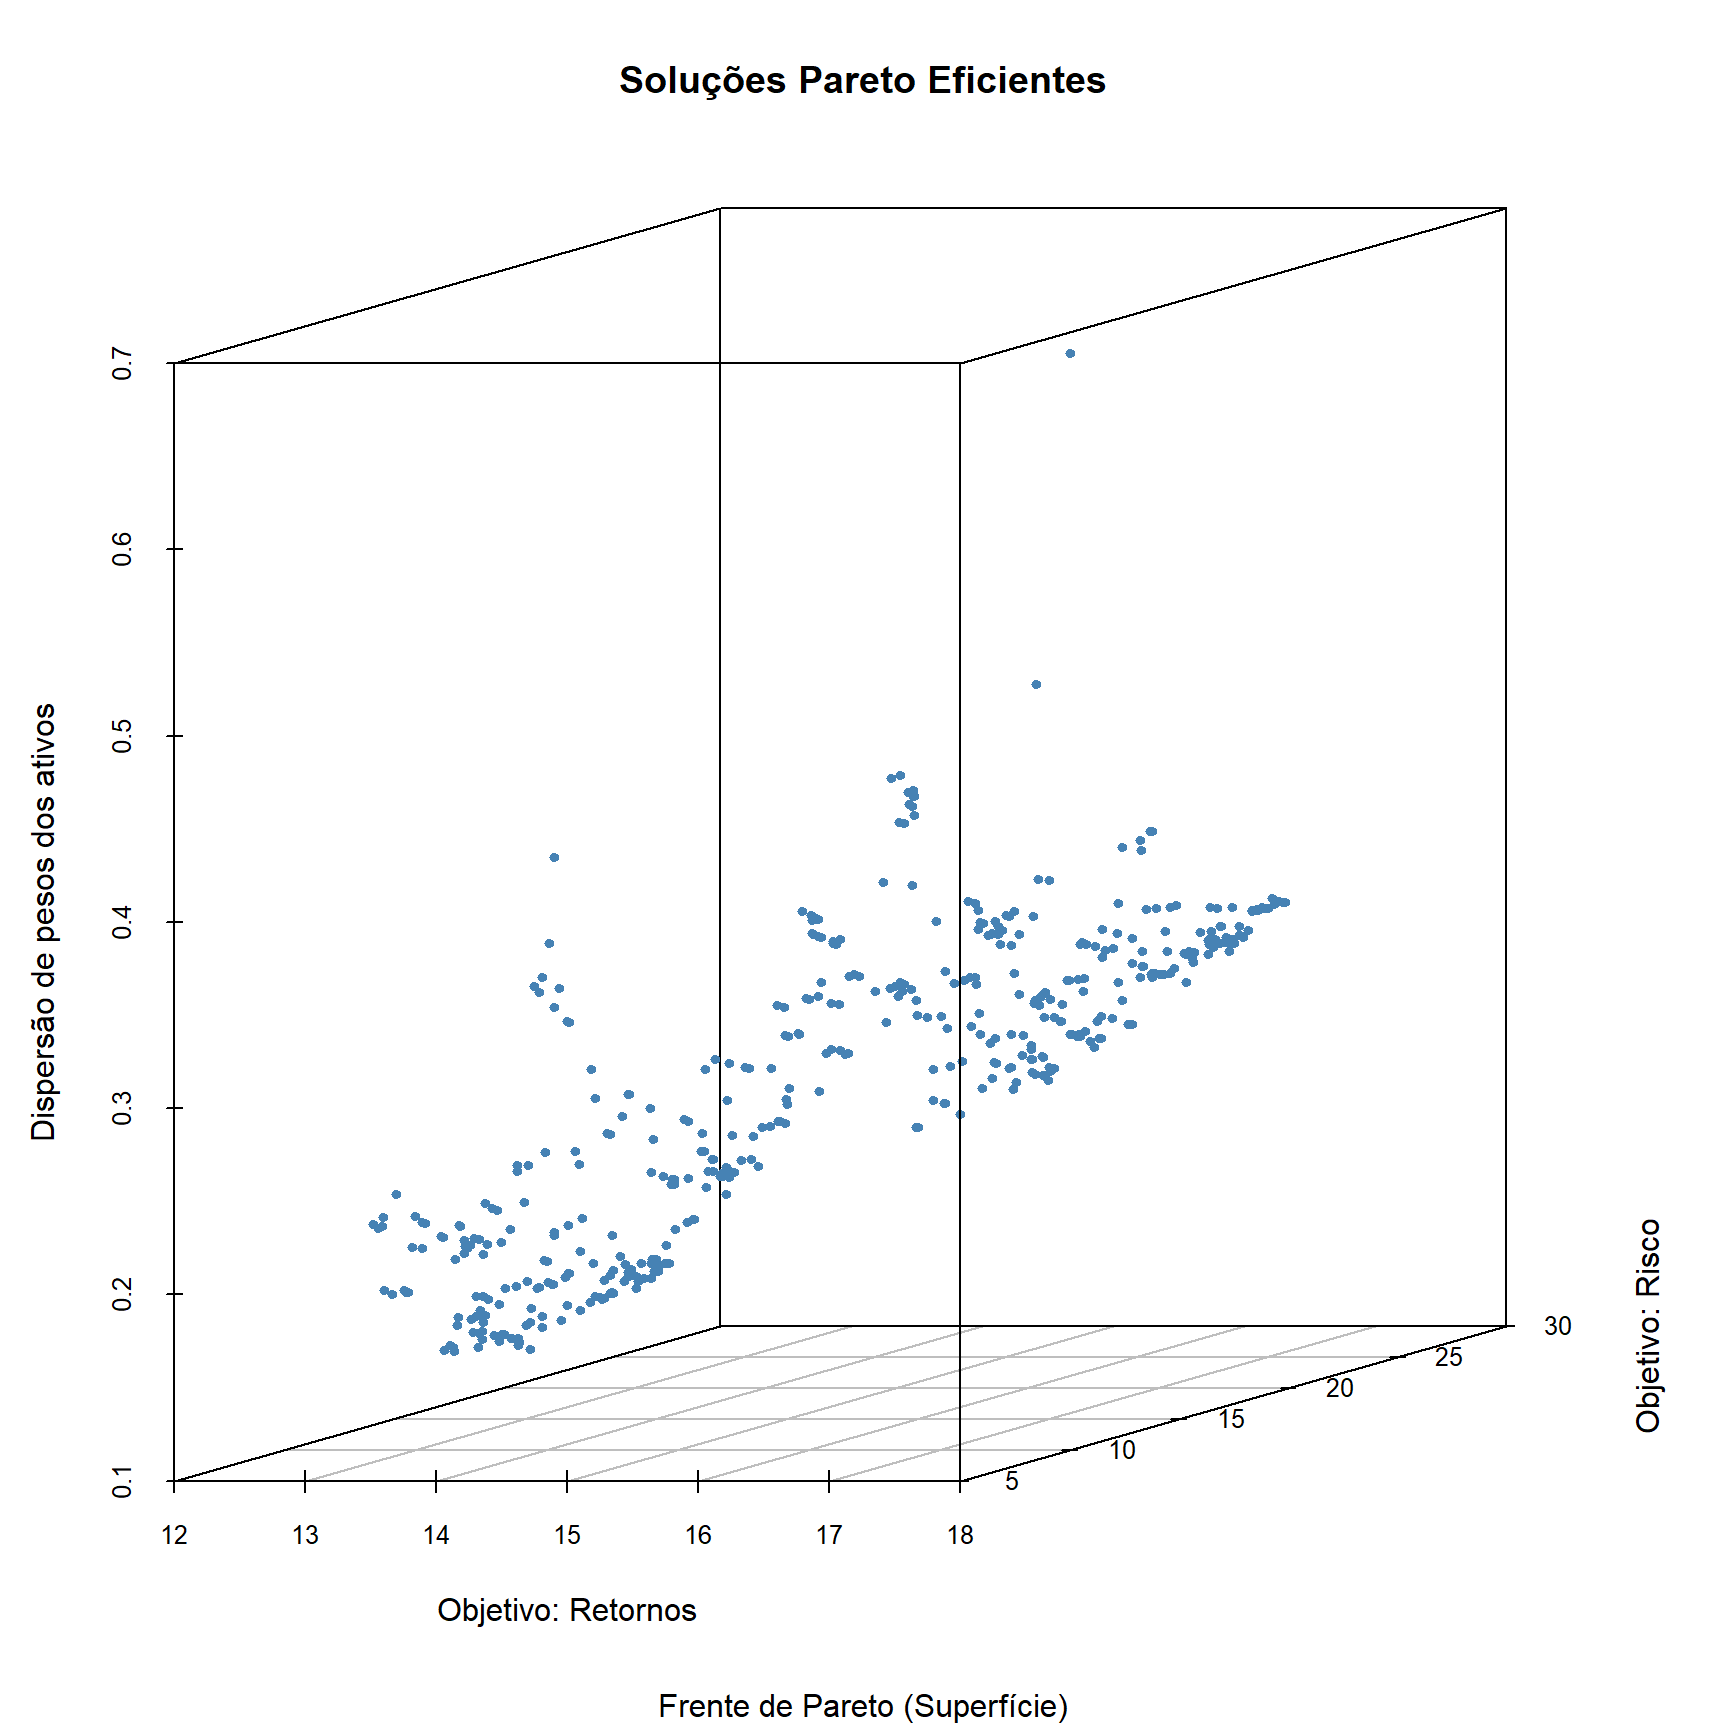 Soluções Pareto Eficientes
Dispersão de pesos dos ativos
0.7
0.6
0.5
0.4
0.3
0.2
0.1
12 13 14 15 16 17 18
5
10
15
20
25
30
Objetivo: Risco
Objetivo: Retornos
Frente de Pareto (Superfície)